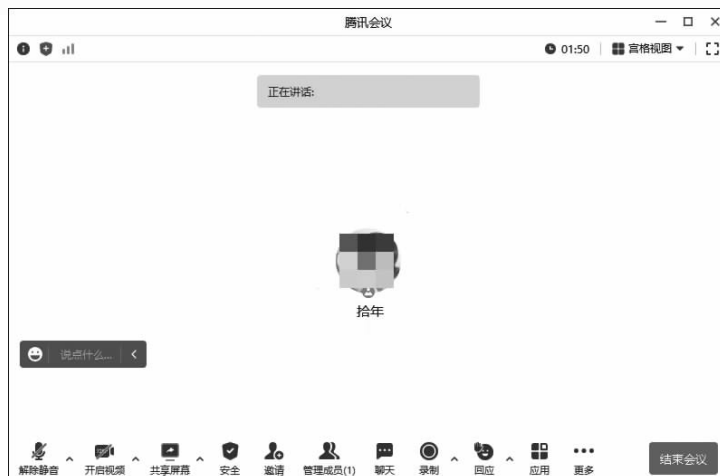 腾讯会议
01:50 宫格视图
正在讲话:
拾年
说点什么...
解除静音 开启视频 共享屏幕 安全 邀请 管理成员(1) 聊天 录制 回应 应用 更多 结束会议